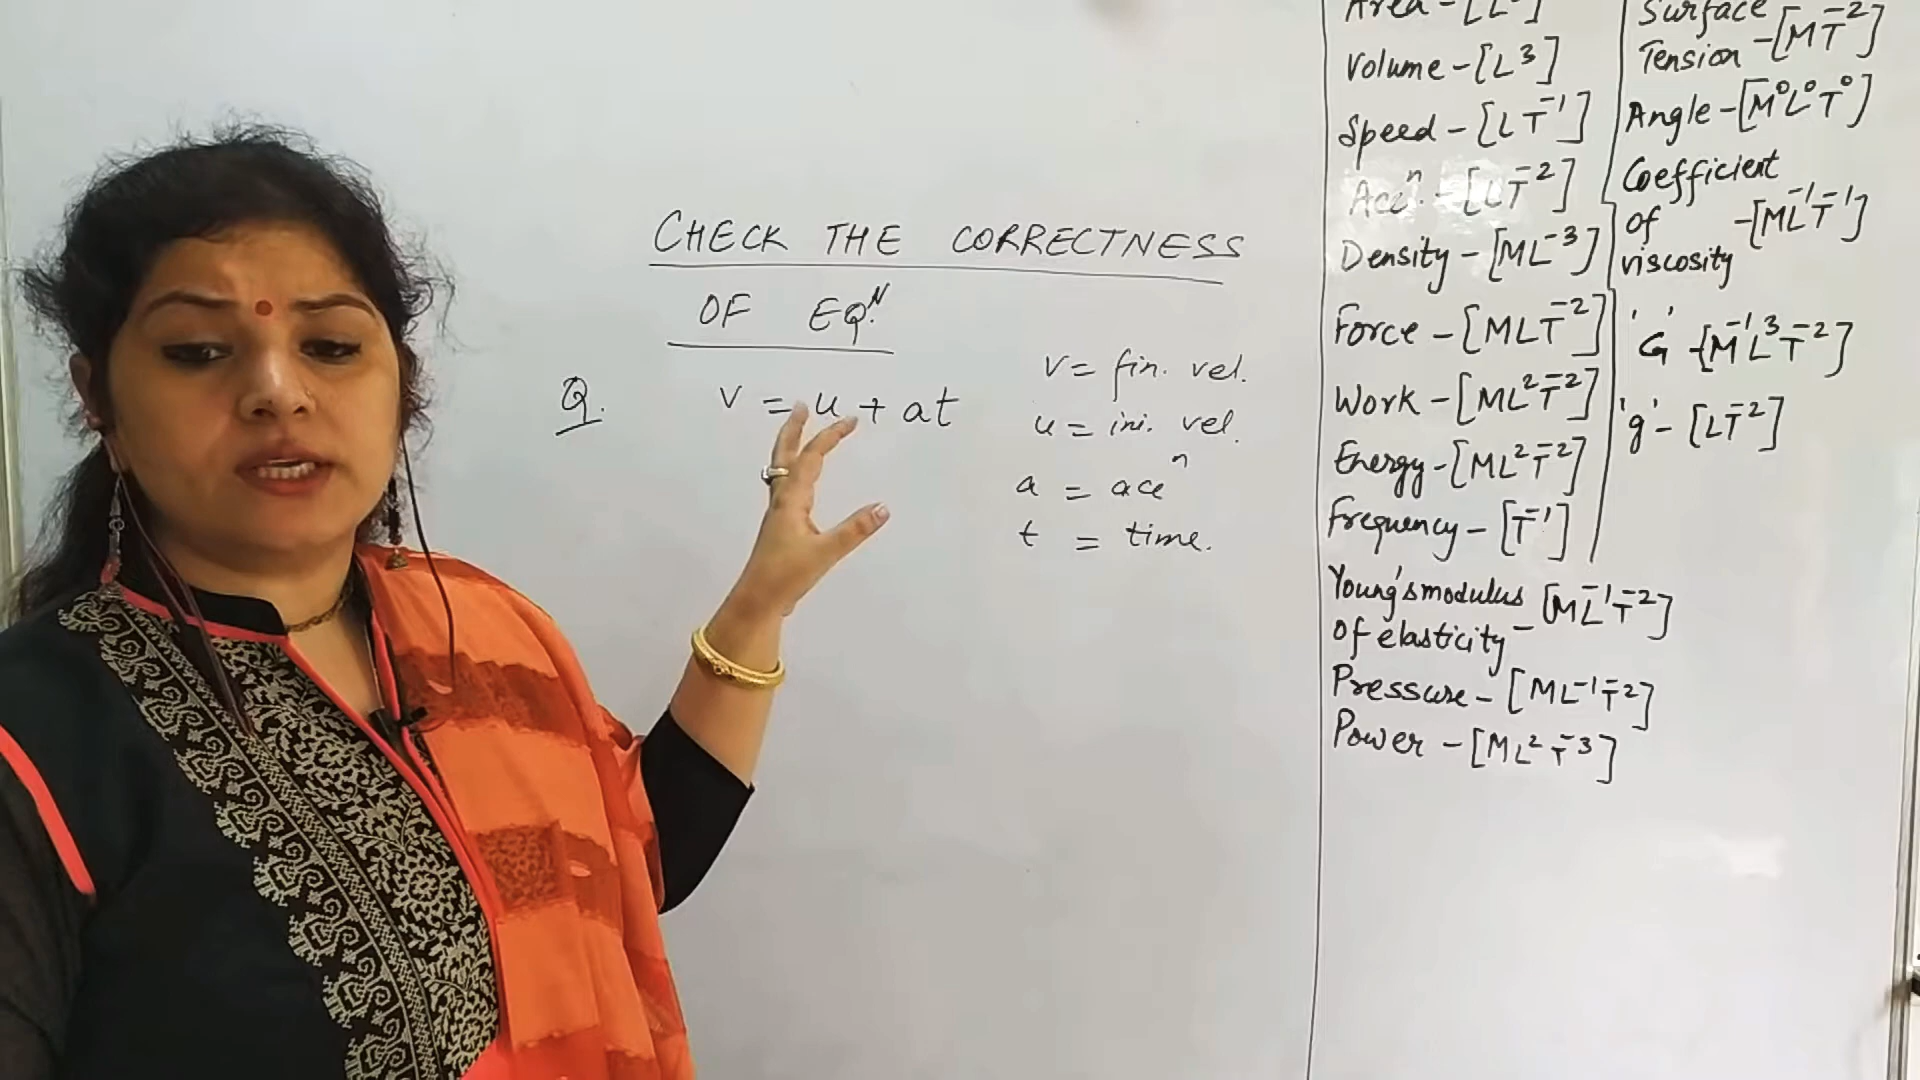 CHECK THE CORRECTNESS
OF EQN.
Q. v = u + at
v = fin. vel.
u = ini. vel.
a = acen
t = time.
Area - [L2]
Volume - [L3]
Speed - [LT-1]
Accn. - [LT-2]
Density - [ML-3]
Force - [MLT-2]
Work - [ML2T-2]
Energy - [ML2T-2]
Frequency - [T-1]
Young's modulus
of elasticity - [ML-1T-2]
Pressure - [ML-1T-2]
Power - [ML2T-3]
Surface
Tension - [MT-2]
Angle - [M0L0T0]
Coefficient
of - [ML-1T-1]
viscosity
'G' - [M-1L3T-2]
'g' - [LT-2]